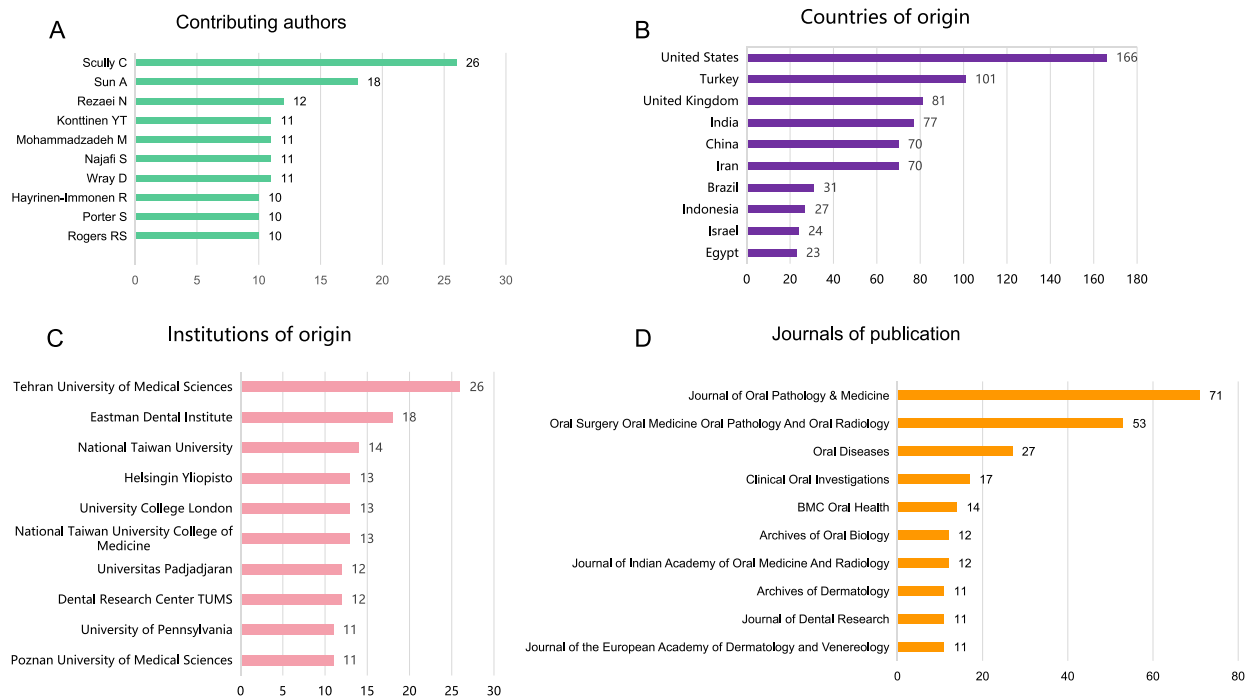 A
Contributing authors
Scully C 26
Sun A 18
Rezaei N 12
Konttinen YT 11
Mohammadzadeh M 11
Najafi S 11
Wray D 11
Hayrinen-Immonen R 10
Porter S 10
Rogers RS 10
0 5 10 15 20 25 30
B
Countries of origin
United States 166
Turkey 101
United Kingdom 81
India 77
China 70
Iran 70
Brazil 31
Indonesia 27
Israel 24
Egypt 23
0 20 40 60 80 100 120 140 160 180
C
Institutions of origin
Tehran University of Medical Sciences 26
Eastman Dental Institute 18
National Taiwan University 14
Helsingin Yliopisto 13
University College London 13
National Taiwan University College of
Medicine 13
Universitas Padjadjaran 12
Dental Research Center TUMS 12
University of Pennsylvania 11
Poznan University of Medical Sciences 11
0 5 10 15 20 25 30
D
Journals of publication
Journal of Oral Pathology & Medicine 71
Oral Surgery Oral Medicine Oral Pathology And Oral Radiology 53
Oral Diseases 27
Clinical Oral Investigations 17
BMC Oral Health 14
Archives of Oral Biology 12
Journal of Indian Academy of Oral Medicine And Radiology 12
Archives of Dermatology 11
Journal of Dental Research 11
Journal of the European Academy of Dermatology and Venereology 11
0 20 40 60 80